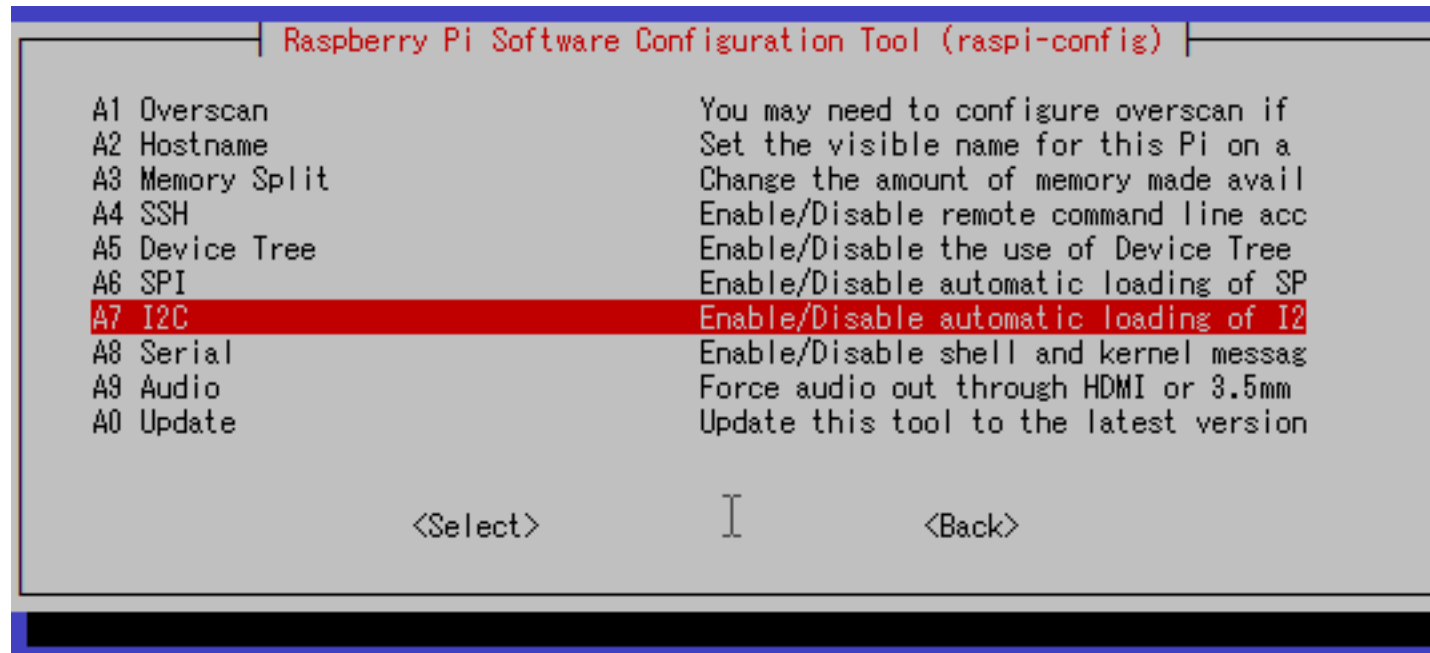 Raspberry Pi Software Configuration Tool (raspi-config)
A1 Overscan You may need to configure overscan if
A2 Hostname Set the visible name for this Pi on a
A3 Memory Split Change the amount of memory made avail
A4 SSH Enable/Disable remote command line acc
A5 Device Tree Enable/Disable the use of Device Tree
A6 SPI Enable/Disable automatic loading of SP
A7 I2C Enable/Disable automatic loading of I2
A8 Serial Enable/Disable shell and kernel messag
A9 Audio Force audio out through HDMI or 3.5mm
A0 Update Update this tool to the latest version
<Select> <Back>